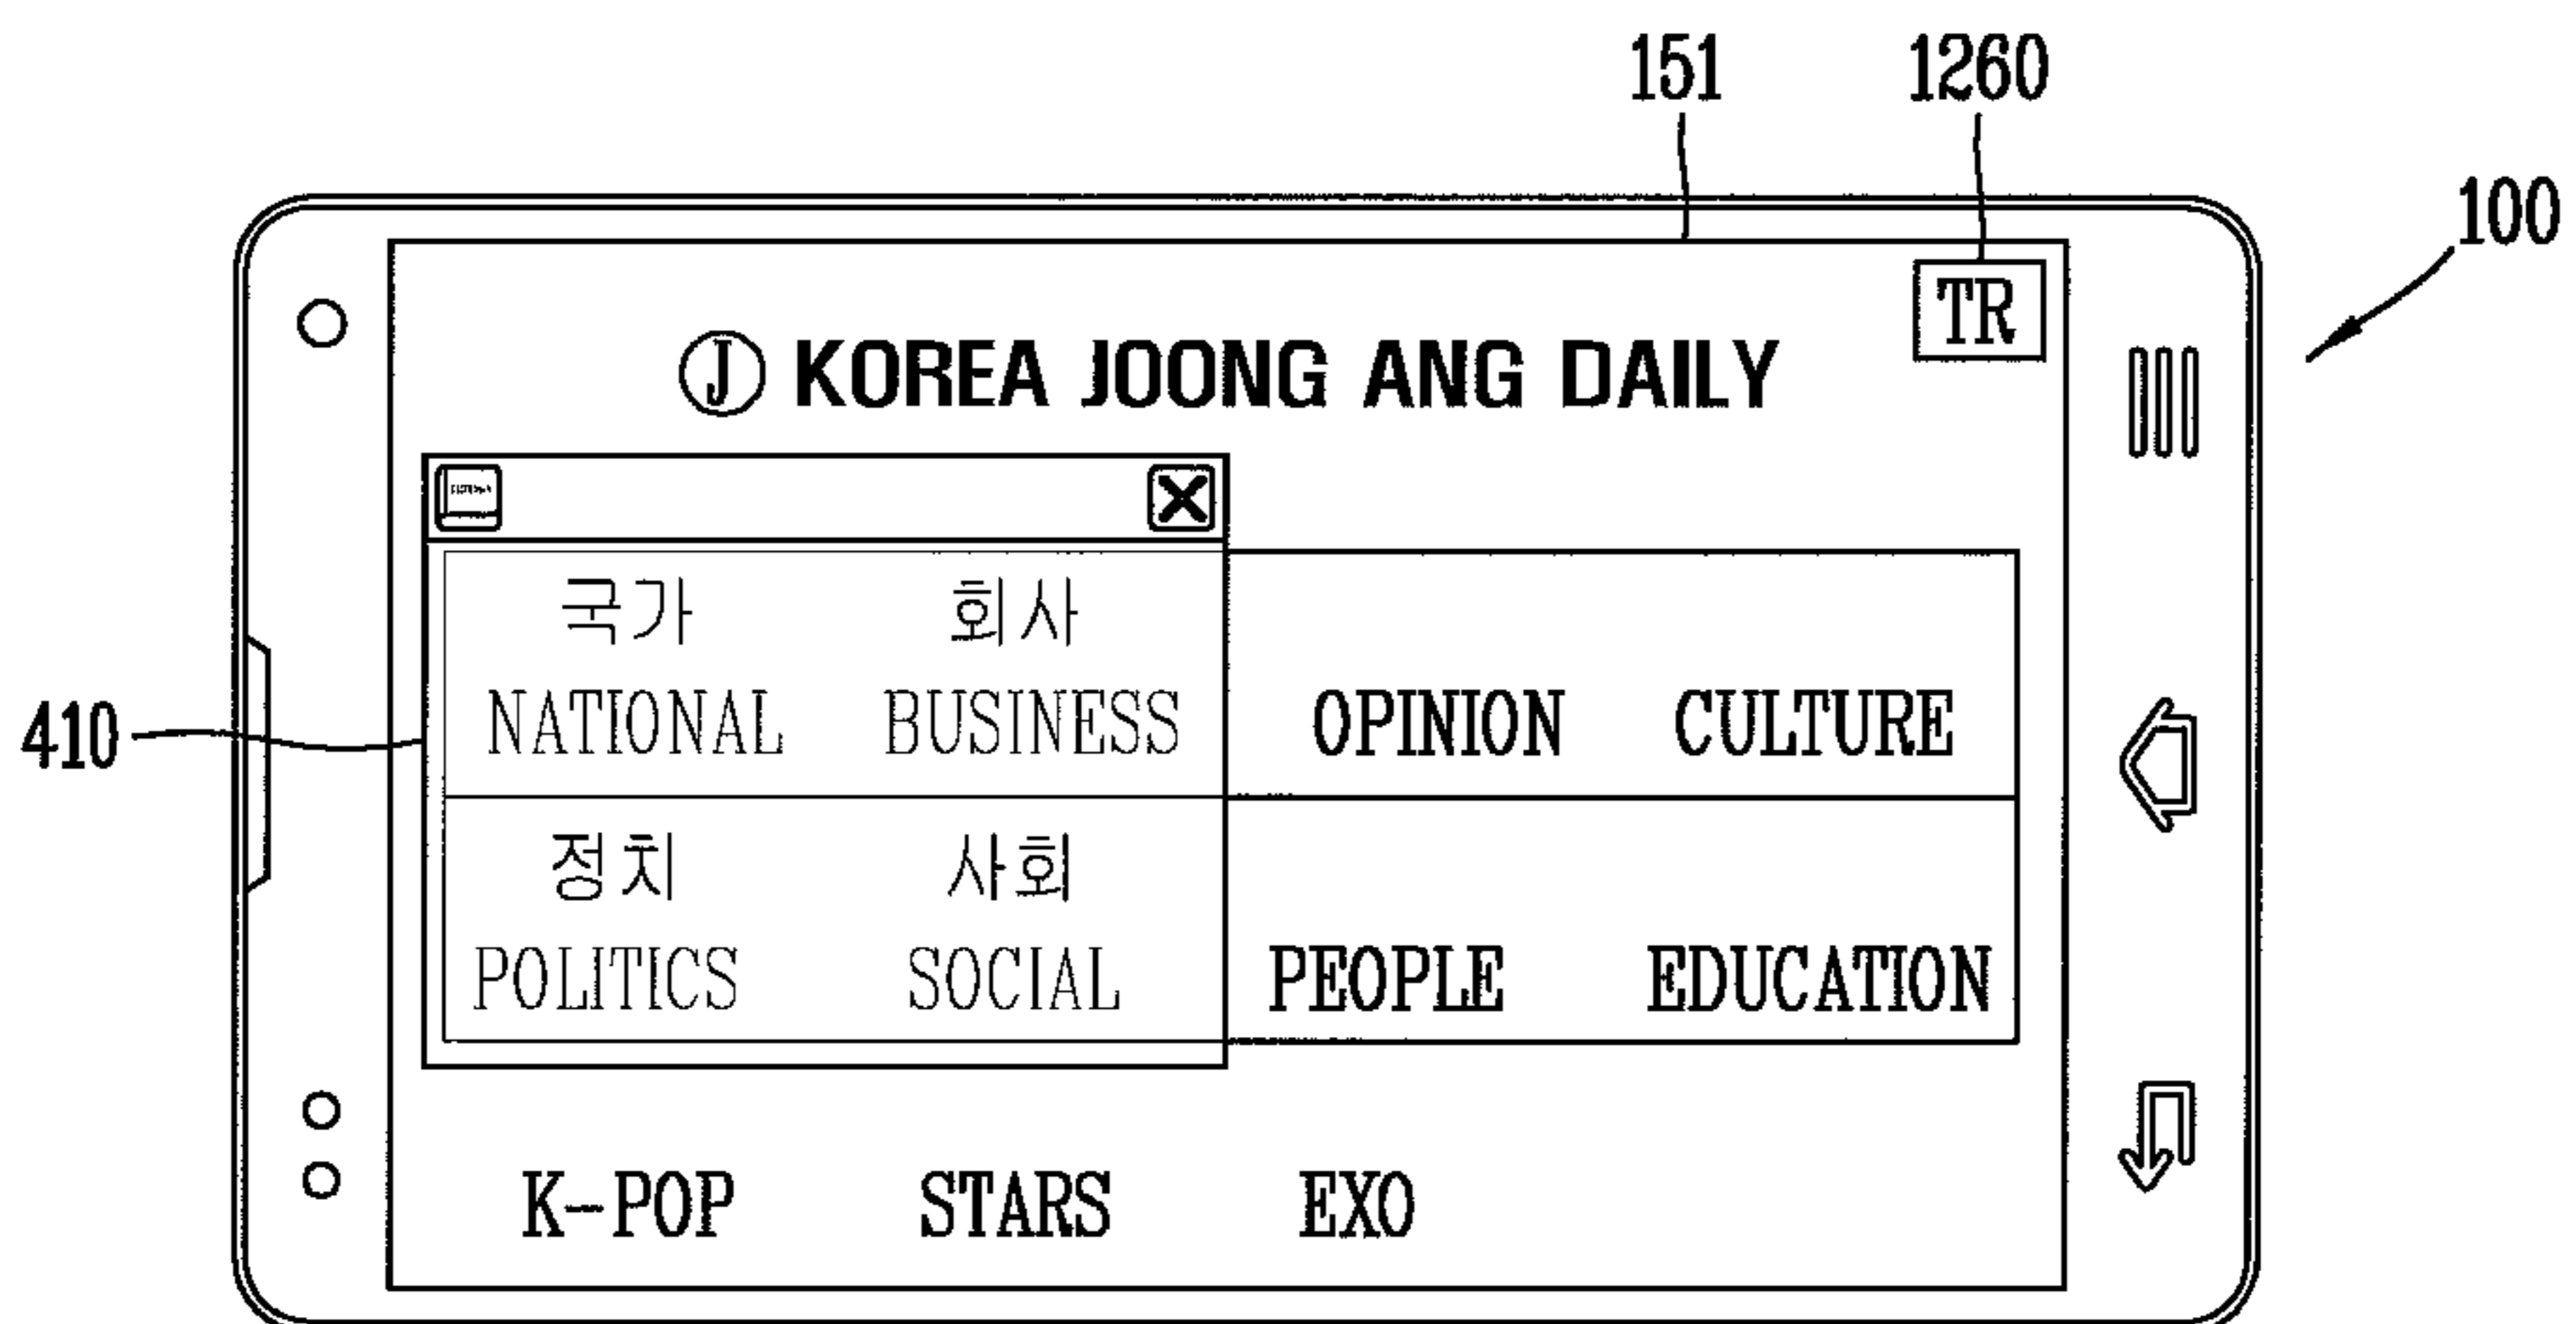 151 1260
100
TR
J KOREA JOONG ANG DAILY
국가 회사
NATIONAL BUSINESS OPINION CULTURE
410
정치 사회
POLITICS SOCIAL PEOPLE EDUCATION
K-POP STARS EXO